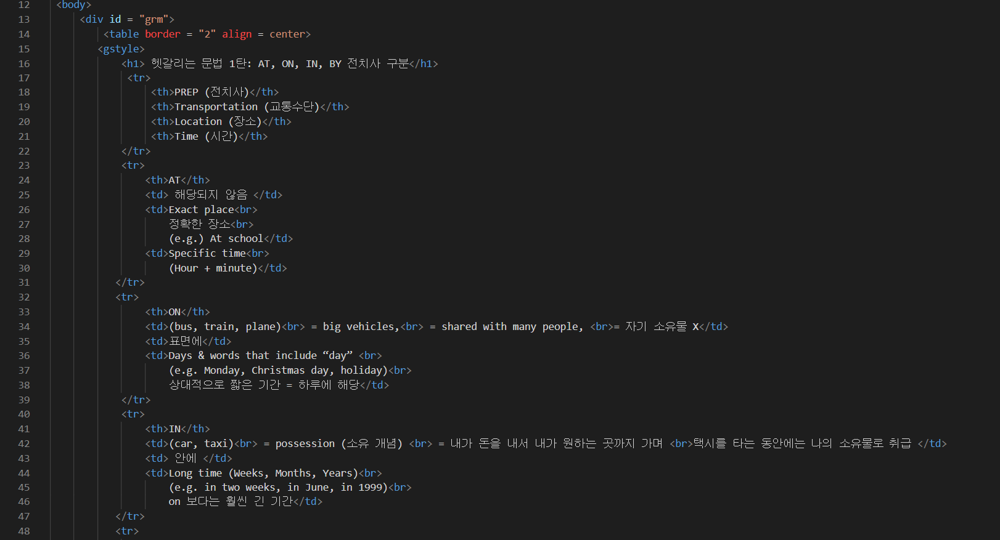 12 <body>
13 <div id = "grm">
14 <table border = "2" align = center>
15 <gstyle>
16 <h1> 헷갈리는 문법 1탄: AT, ON, IN, BY 전치사 구분</h1>
17 <tr>
18 <th>PREP (전치사)</th>
19 <th>Transportation (교통수단)</th>
20 <th>Location (장소)</th>
21 <th>Time (시간)</th>
22 </tr>
23 <tr>
24 <th>AT</th>
25 <td> 해당되지 않음 </td>
26 <td>Exact place<br>
27 정확한 장소<br>
28 (e.g.) At school</td>
29 <td>Specific time<br>
30 (Hour + minute)</td>
31 </tr>
32 <tr>
33 <th>ON</th>
34 <td>(bus, train, plane)<br> = big vehicles,<br> = shared with many people, <br>= 자기 소유물 X</td>
35 <td>표면에</td>
36 <td>Days & words that include “day” <br>
37 (e.g. Monday, Christmas day, holiday)<br>
38 상대적으로 짧은 기간 = 하루에 해당</td>
39 </tr>
40 <tr>
41 <th>IN</th>
42 <td>(car, taxi)<br> = possession (소유 개념) <br> = 내가 돈을 내서 내가 원하는 곳까지 가며 <br>택시를 타는 동안에는 나의 소유물로 취급 </td>
43 <td> 안에 </td>
44 <td>Long time (Weeks, Months, Years)<br>
45 (e.g. in two weeks, in June, in 1999)<br>
46 on 보다는 훨씬 긴 기간</td>
47 </tr>
48 <tr>